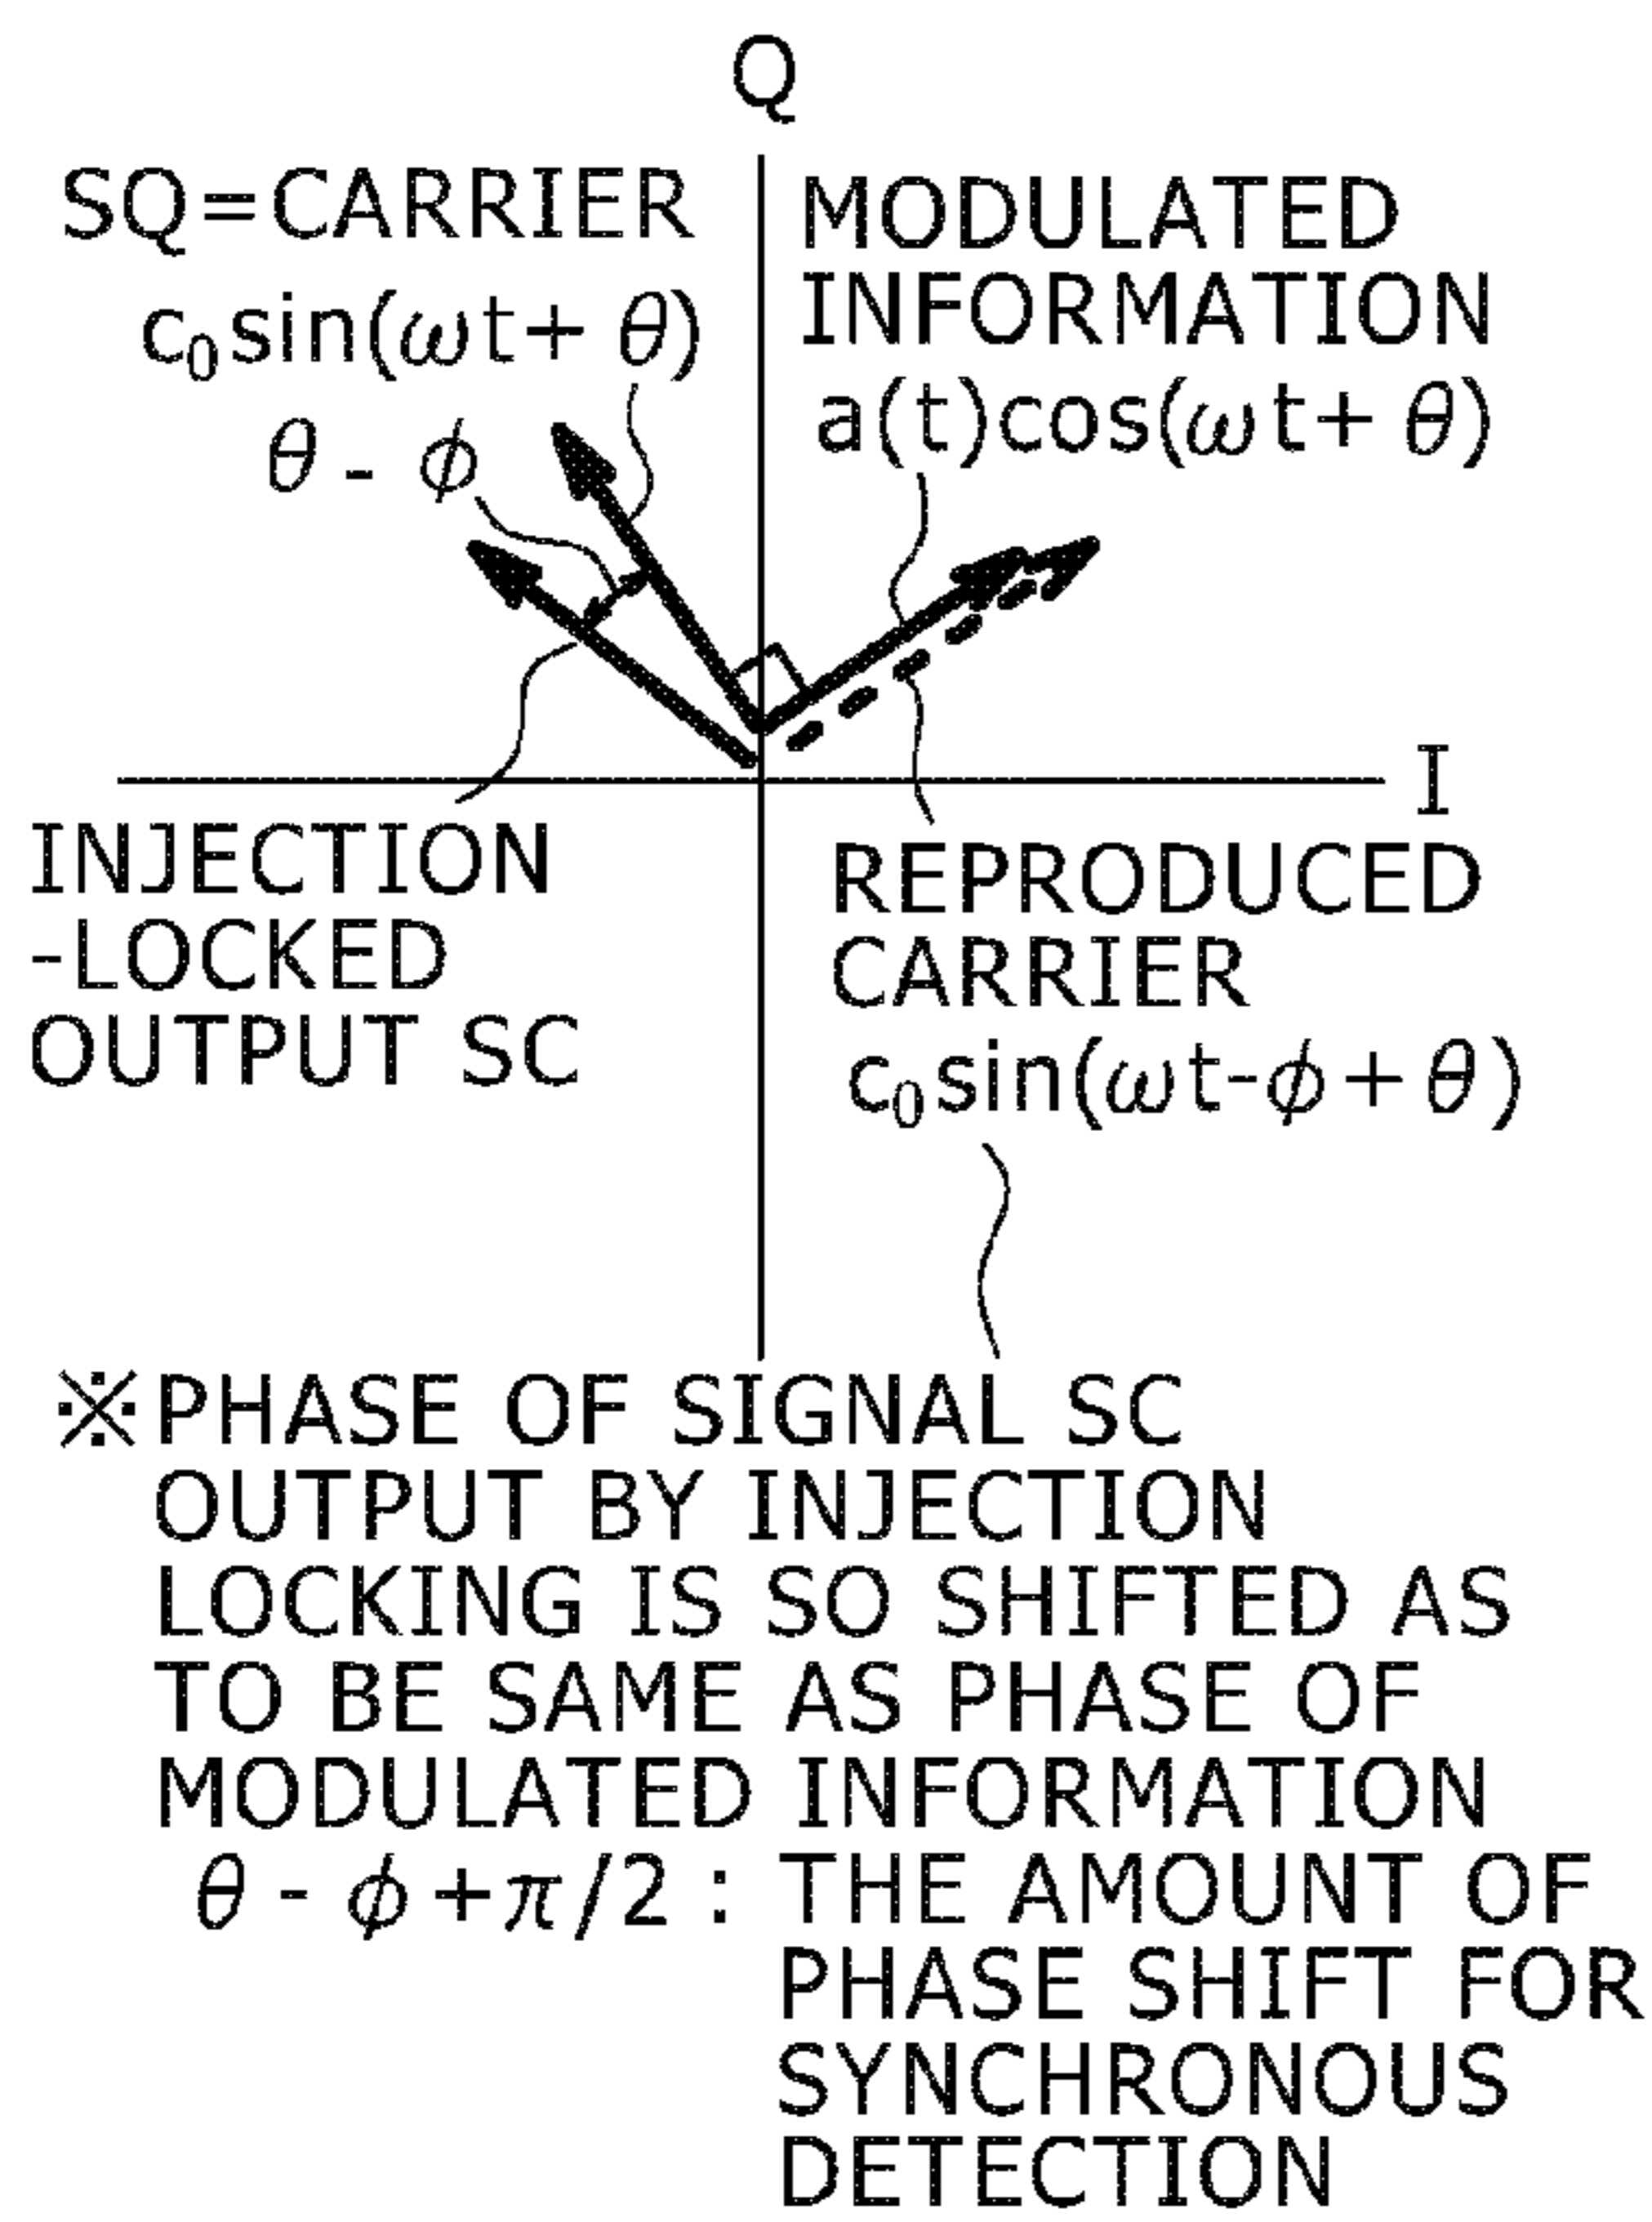 Q
SQ=CARRIER
c₀sin(ωt+ θ)
θ - ϕ
MODULATED
INFORMATION
a(t)cos(ωt+ θ)
I
INJECTION
-LOCKED
OUTPUT SC
REPRODUCED
CARRIER
c₀sin(ωt-ϕ+θ)
※PHASE OF SIGNAL SC
OUTPUT BY INJECTION
LOCKING IS SO SHIFTED AS
TO BE SAME AS PHASE OF
MODULATED INFORMATION
θ - ϕ+π/2 : THE AMOUNT OF
PHASE SHIFT FOR
SYNCHRONOUS
DETECTION